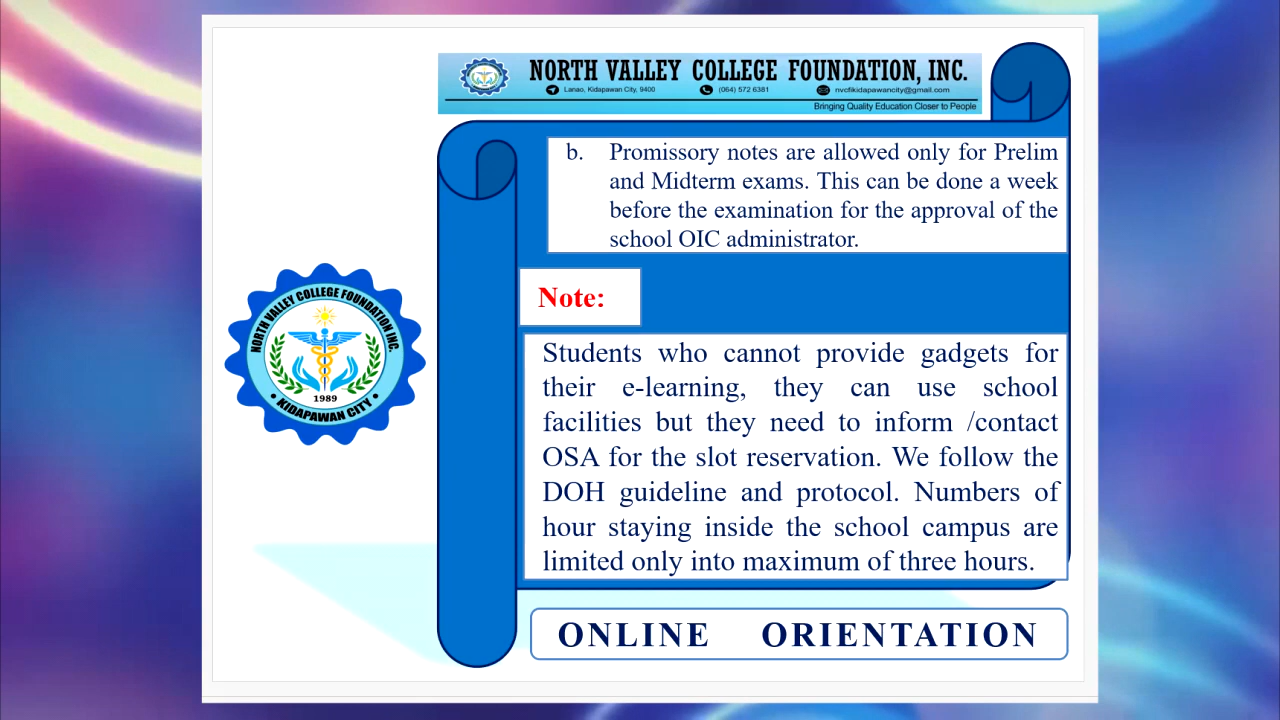 NORTH VALLEY COLLEGE FOUNDATION, INC.
Lanao, Kidapawan City, 9400 (064) 572 6381 nvcfikidapawancity@gmail.com
Bringing Quality Education Closer to People
b. Promissory notes are allowed only for Prelim
and Midterm exams. This can be done a week
before the examination for the approval of the
school OIC administrator.
Note:
Students who cannot provide gadgets for
their e-learning, they can use school
facilities but they need to inform /contact
OSA for the slot reservation. We follow the
DOH guideline and protocol. Numbers of
hour staying inside the school campus are
limited only into maximum of three hours.
NORTH VALLEY COLLEGE FOUNDATION INC.
1989
• KIDAPAWAN CITY •
ONLINE ORIENTATION